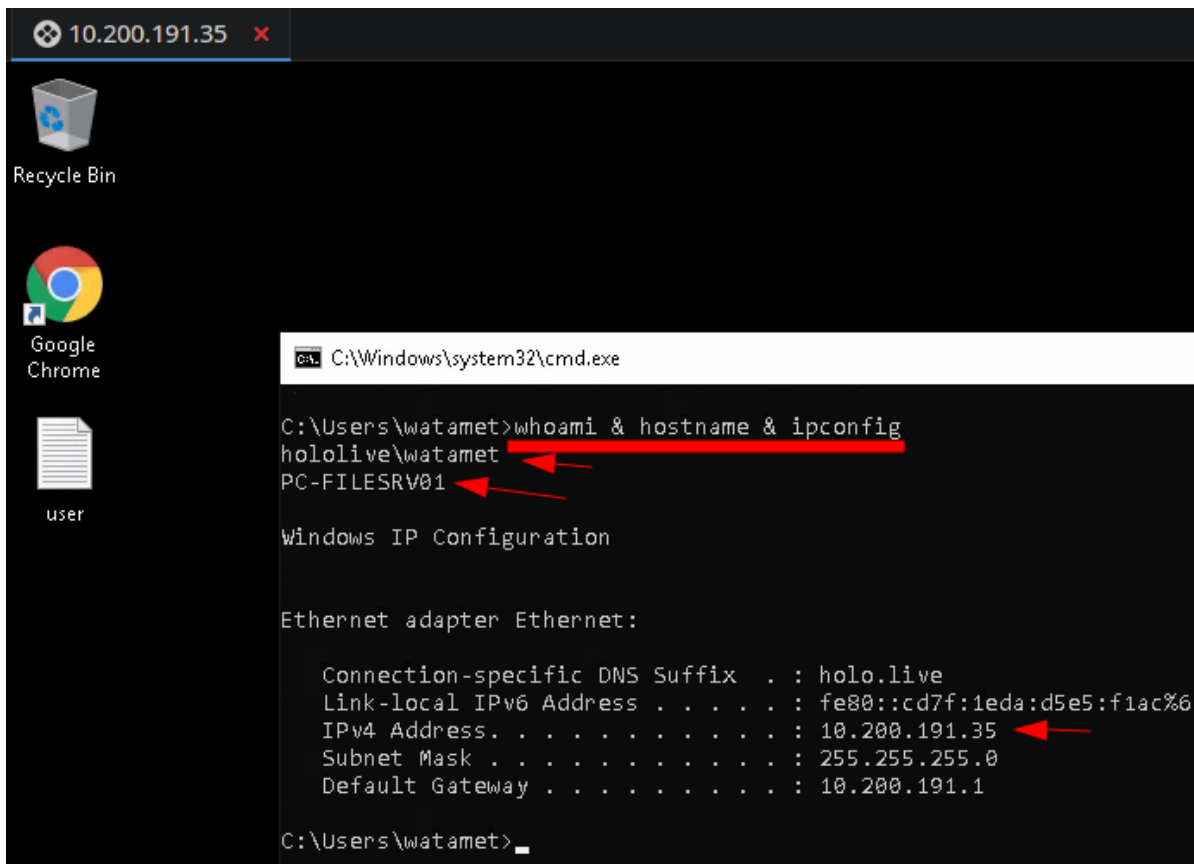 10.200.191.35
Recycle Bin
Google
Chrome
user
C:\Windows\system32\cmd.exe
C:\Users\watamet>whoami & hostname & ipconfig
hololive\watamet
PC-FILESRV01
Windows IP Configuration
Ethernet adapter Ethernet:
Connection-specific DNS Suffix . : holo.live
Link-local IPv6 Address . . . . . : fe80::cd7f:1eda:d5e5:f1ac%6
IPv4 Address. . . . . . . . . . . : 10.200.191.35
Subnet Mask . . . . . . . . . . . : 255.255.255.0
Default Gateway . . . . . . . . . : 10.200.191.1
C:\Users\watamet>